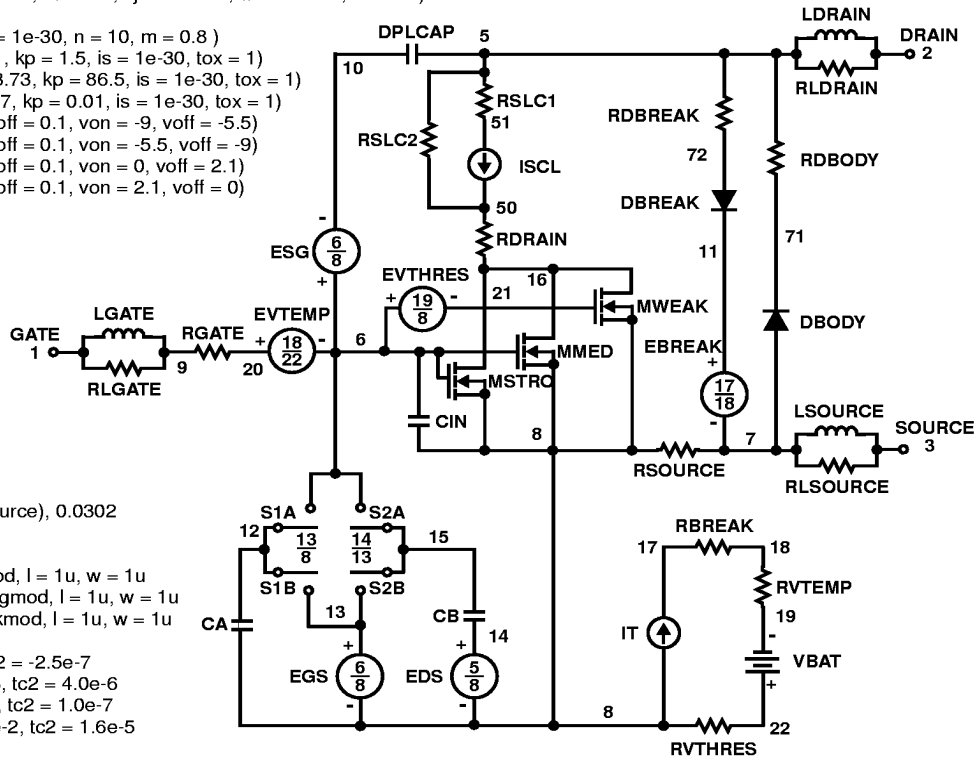 = 1e-30, n = 10, m = 0.8 )
, kp = 1.5, is = 1e-30, tox = 1)
3.73, kp = 86.5, is = 1e-30, tox = 1)
7, kp = 0.01, is = 1e-30, tox = 1)
off = 0.1, von = -9, voff = -5.5)
off = 0.1, von = -5.5, voff = -9)
off = 0.1, von = 0, voff = 2.1)
off = 0.1, von = 2.1, voff = 0)
LDRAIN
DPLCAP 5 DRAIN
10 2
RLDRAIN
RSLC1
51
RSLC2
ISCL
RDBREAK
72
RDBODY
DBREAK
50
RDRAIN
71
11
ESG
-
6
8
+
EVTHRES
+ 19 -
8
16
21
MWEAK
LGATE
GATE
1
RLGATE
9
RGATE
20
EVTEMP
+ 18 -
22
6
MMED
MSTRO
DBODY
EBREAK
+
17
18
-
CIN
8
LSOURCE
7
SOURCE
3
RSOURCE
RLSOURCE
urce), 0.0302
S1A S2A
12
13
8
14
13
15
S1B S2B
13
RBREAK
17 18
od, l = 1u, w = 1u
gmod, l = 1u, w = 1u
kmod, l = 1u, w = 1u
CA
CB
14
RVTEMP
19
-
IT
VBAT
+
2 = -2.5e-7
, tc2 = 4.0e-6
, tc2 = 1.0e-7
e-2, tc2 = 1.6e-5
+
EGS
6
8
-
+
EDS
5
8
-
8
22
RVTHRES